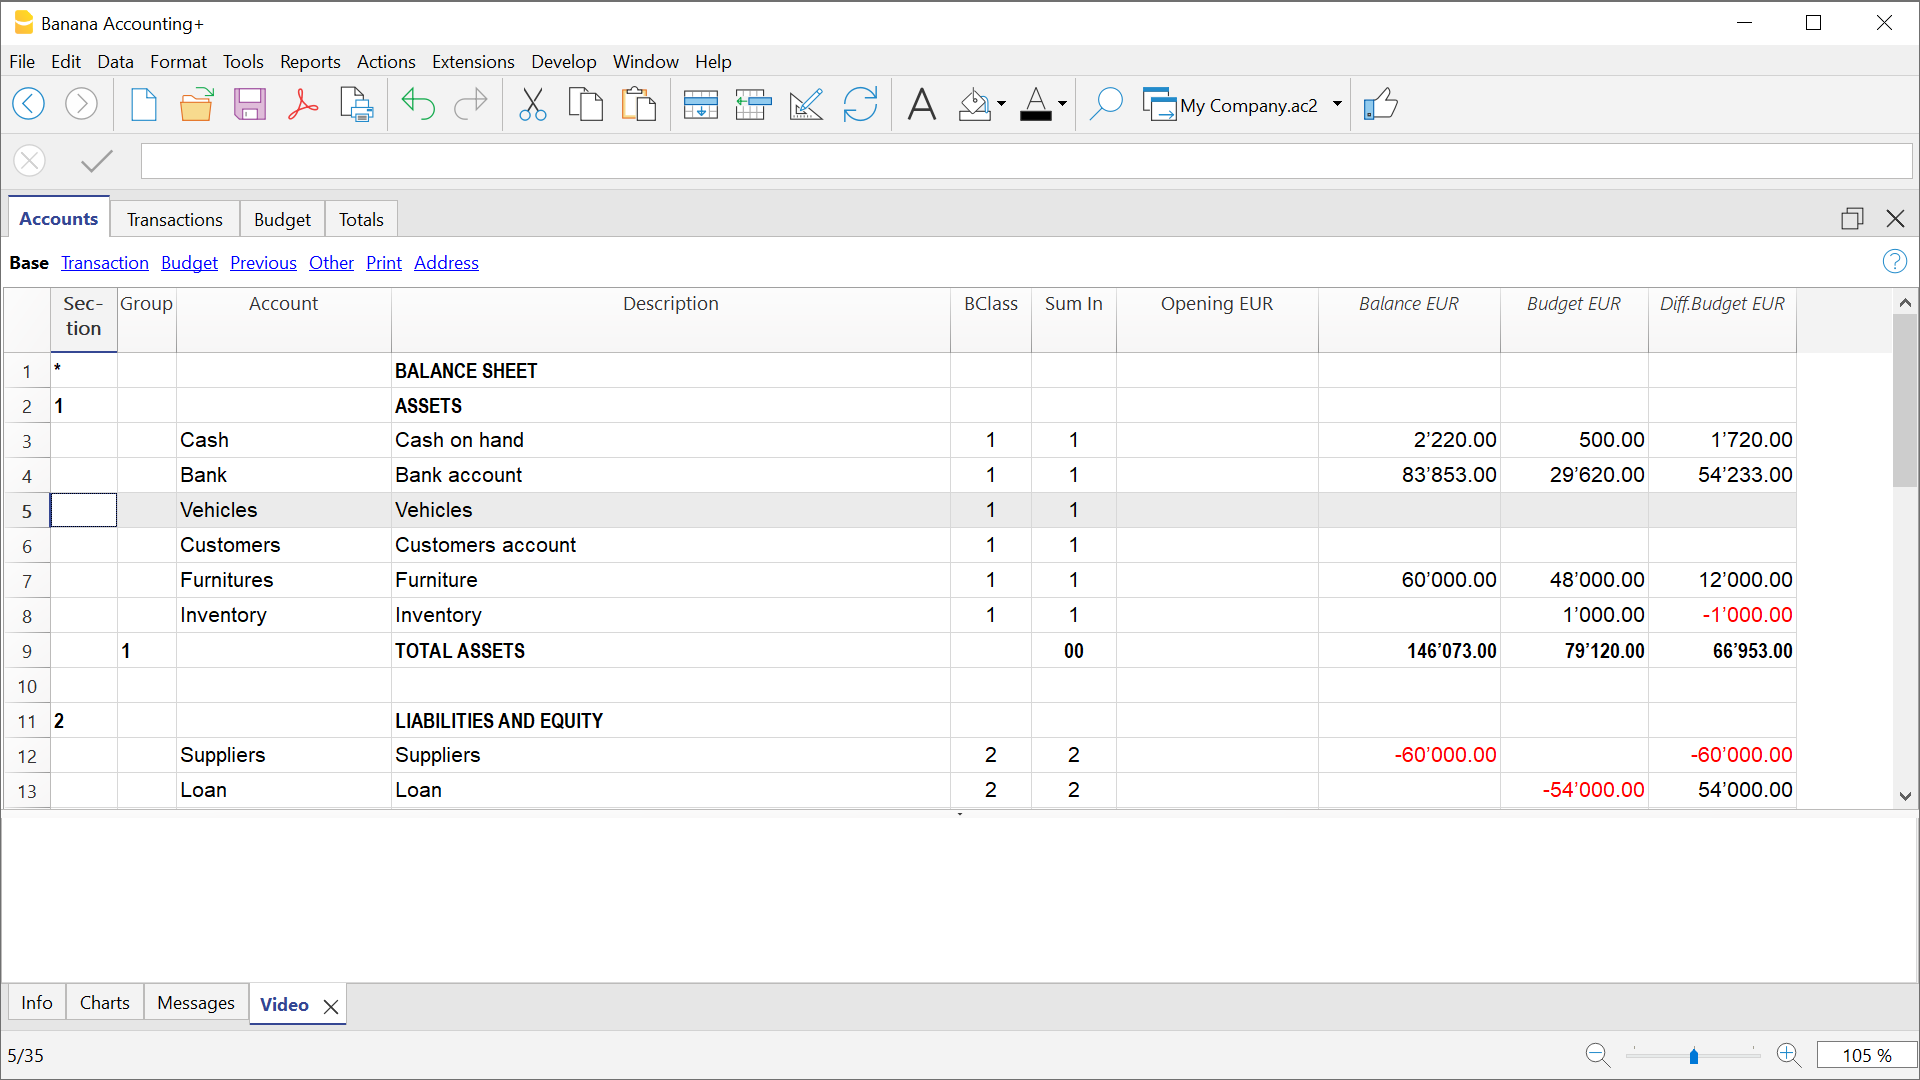 Banana Accounting+
File Edit Data Format Tools Reports Actions Extensions Develop Window Help
My Company.ac2
Accounts Transactions Budget Totals
Base Transaction Budget Previous Other Print Address
Sec-
tion Group Account Description BClass Sum In Opening EUR Balance EUR Budget EUR Diff.Budget EUR
1 * BALANCE SHEET
2 1 ASSETS
3 Cash Cash on hand 1 1 2’220.00 500.00 1’720.00
4 Bank Bank account 1 1 83’853.00 29’620.00 54’233.00
5 Vehicles Vehicles 1 1
6 Customers Customers account 1 1
7 Furnitures Furniture 1 1 60’000.00 48’000.00 12’000.00
8 Inventory Inventory 1 1 1’000.00 -1’000.00
9 1 TOTAL ASSETS 00 146’073.00 79’120.00 66’953.00
10
11 2 LIABILITIES AND EQUITY
12 Suppliers Suppliers 2 2 -60’000.00 -60’000.00
13 Loan Loan 2 2 -54’000.00 54’000.00
Info Charts Messages Video
5/35
105 %